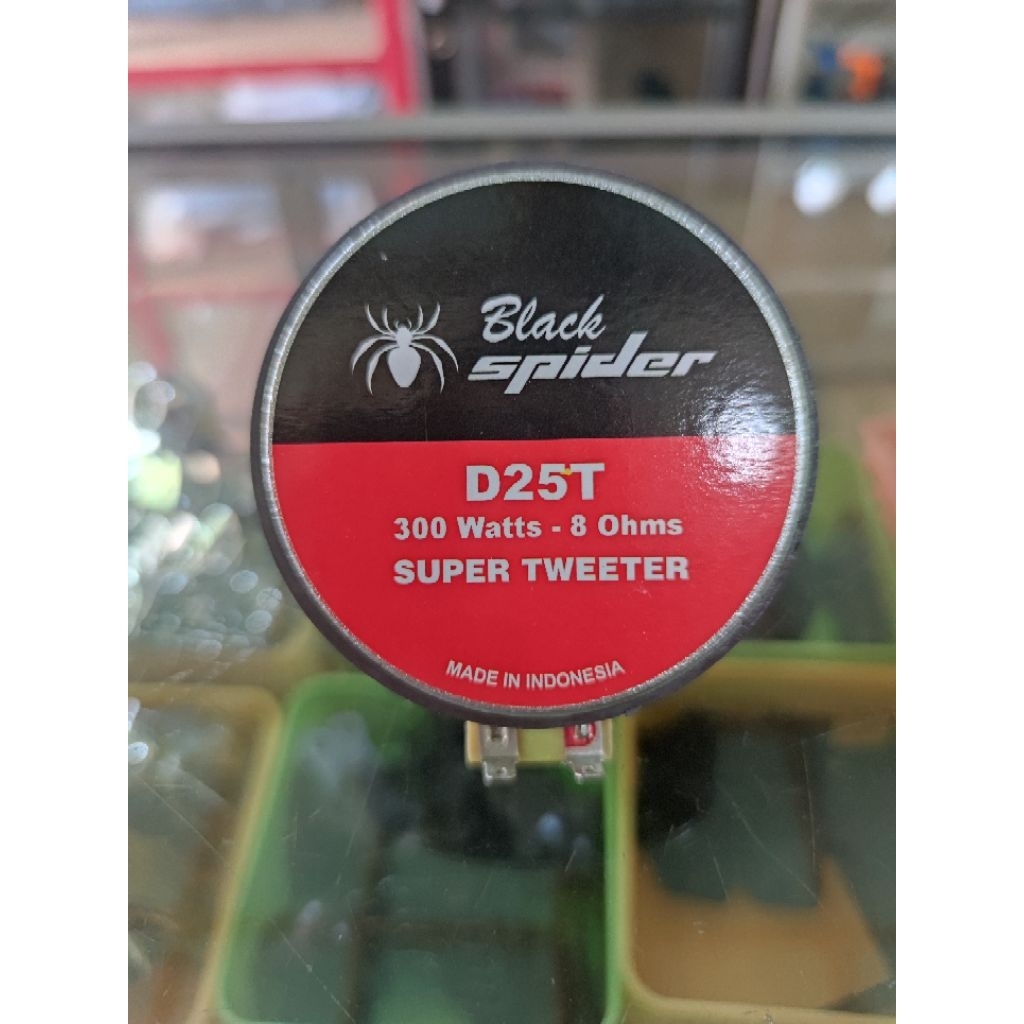 Black
spider
D25T
300 Watts - 8 Ohms
SUPER TWEETER
MADE IN INDONESIA